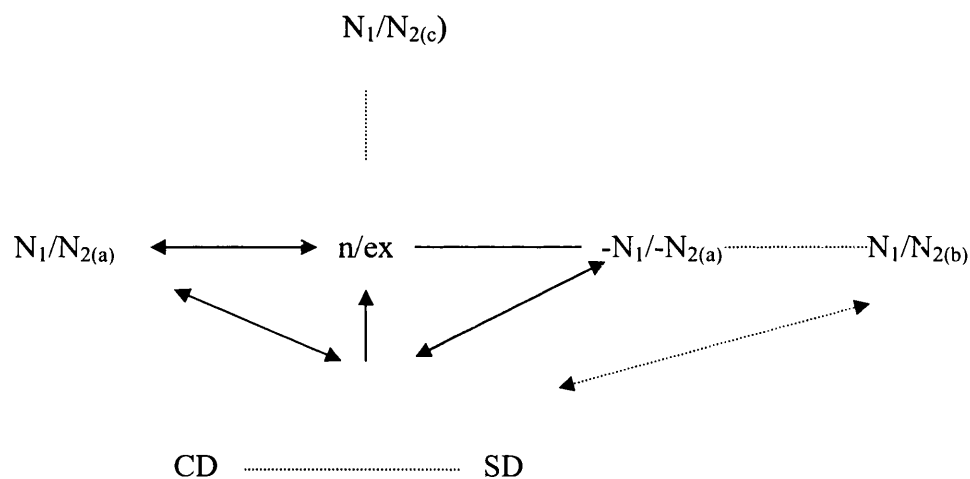 N₁/N₂₍c₎)
N₁/N₂₍ₐ₎ n/ex -N₁/-N₂₍ₐ₎ N₁/N₂₍b₎
CD SD